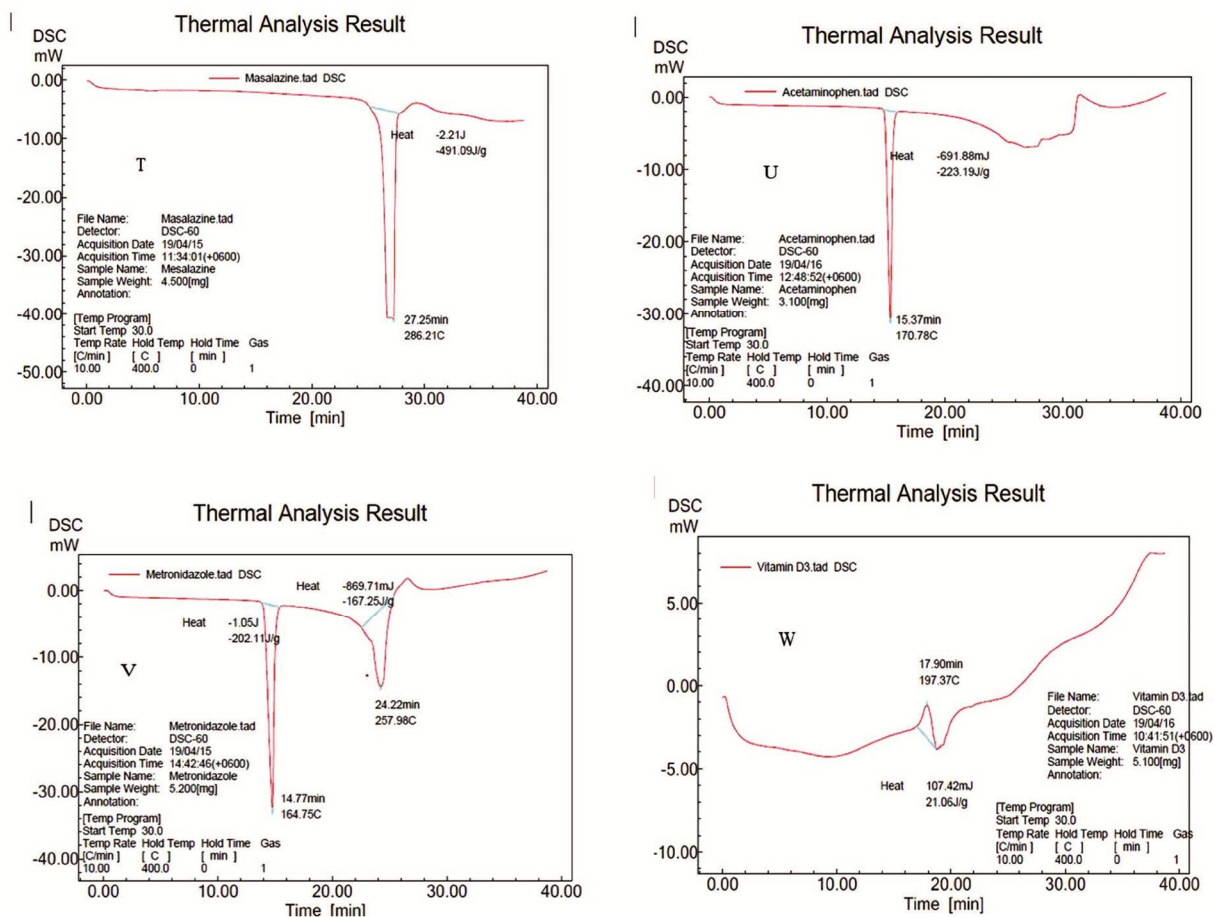 Thermal Analysis Result
DSC
mW
Masalazine.tad DSC
0.00
-10.00
-20.00
-30.00
-40.00
-50.00
Heat -2.21J
-491.09J/g
T
File Name: Masalazine.tad
Detector: DSC-60
Acquisition Date 19/04/15
Acquisition Time 11:34:01(+0600)
Sample Name: Mesalazine
Sample Weight: 4.500[mg]
Annotation:
[Temp Program]
Start Temp 30.0
Temp Rate Hold Temp Hold Time Gas
[C/min] [ C ] [ min ]
10.00 400.0 0 1
27.25min
286.21C
0.00 10.00 20.00 30.00 40.00
Time [min]
Thermal Analysis Result
DSC
mW
Acetaminophen.tad DSC
0.00
-10.00
-20.00
-30.00
-40.00
Heat -691.88mJ
-223.19J/g
U
File Name: Acetaminophen.tad
Detector: DSC-60
Acquisition Date 19/04/16
Acquisition Time 12:48:52(+0600)
Sample Name: Acetaminophen
Sample Weight: 3.100[mg]
Annotation:
[Temp Program]
Start Temp 30.0
Temp Rate Hold Temp Hold Time Gas
[C/min] [ C ] [ min ]
10.00 400.0 0 1
15.37min
170.78C
0.00 10.00 20.00 30.00 40.00
Time [min]
Thermal Analysis Result
DSC
mW
Metronidazole.tad DSC
0.00
-10.00
-20.00
-30.00
-40.00
Heat -869.71mJ
-167.25J/g
Heat -1.05J
-202.11J/g
V
*
24.22min
257.98C
File Name: Metronidazole.tad
Detector: DSC-60
Acquisition Date 19/04/15
Acquisition Time 14:42:46(+0600)
Sample Name: Metronidazole
Sample Weight: 5.200[mg]
Annotation:
14.77min
164.75C
[Temp Program]
Start Temp 30.0
Temp Rate Hold Temp Hold Time Gas
[C/min] [ C ] [ min ]
10.00 400.0 0 1
0.00 10.00 20.00 30.00 40.00
Time [min]
Thermal Analysis Result
DSC
mW
Vitamin D3.tad DSC
5.00
0.00
-5.00
-10.00
W
17.90min
197.37C
File Name: Vitamin D3.tad
Detector: DSC-60
Acquisition Date 19/04/16
Acquisition Time 10:41:51(+0600)
Sample Name: Vitamin D3
Sample Weight: 5.100[mg]
Annotation:
Heat 107.42mJ
21.06J/g
[Temp Program]
Start Temp 30.0
Temp Rate Hold Temp Hold Time Gas
[C/min] [ C ] [ min ]
10.00 400.0 0 1
0.00 10.00 20.00 30.00 40.00
Time [min]